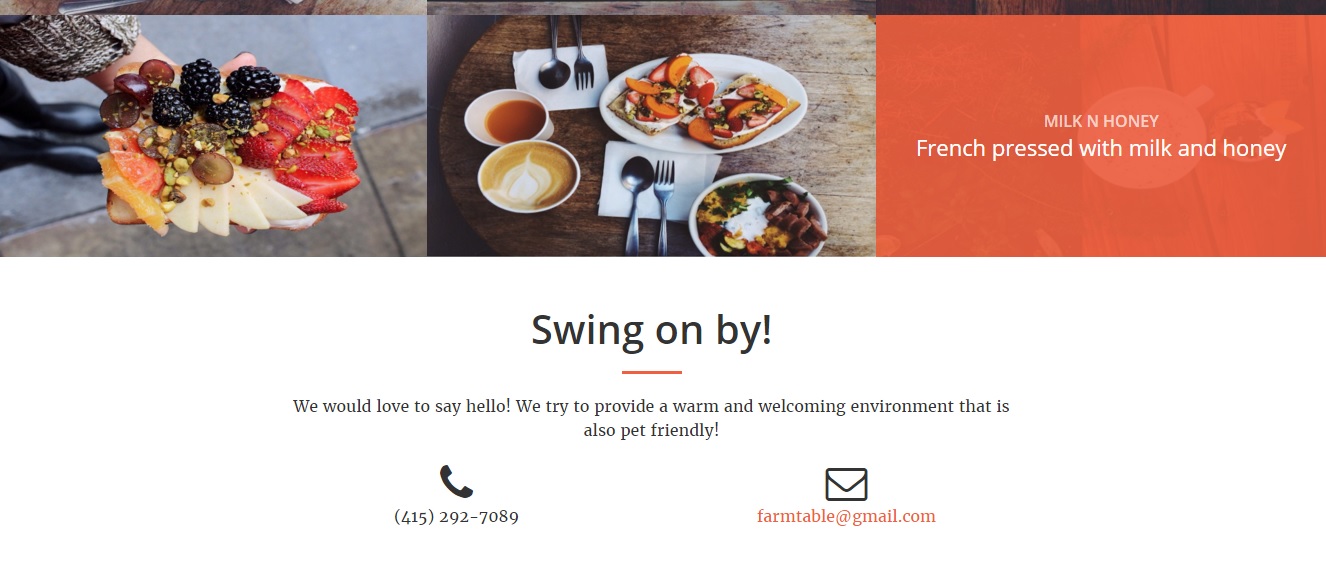 MILK N HONEY
French pressed with milk and honey
Swing on by!
We would love to say hello! We try to provide a warm and welcoming environment that is
also pet friendly!
(415) 292-7089
farmtable@gmail.com